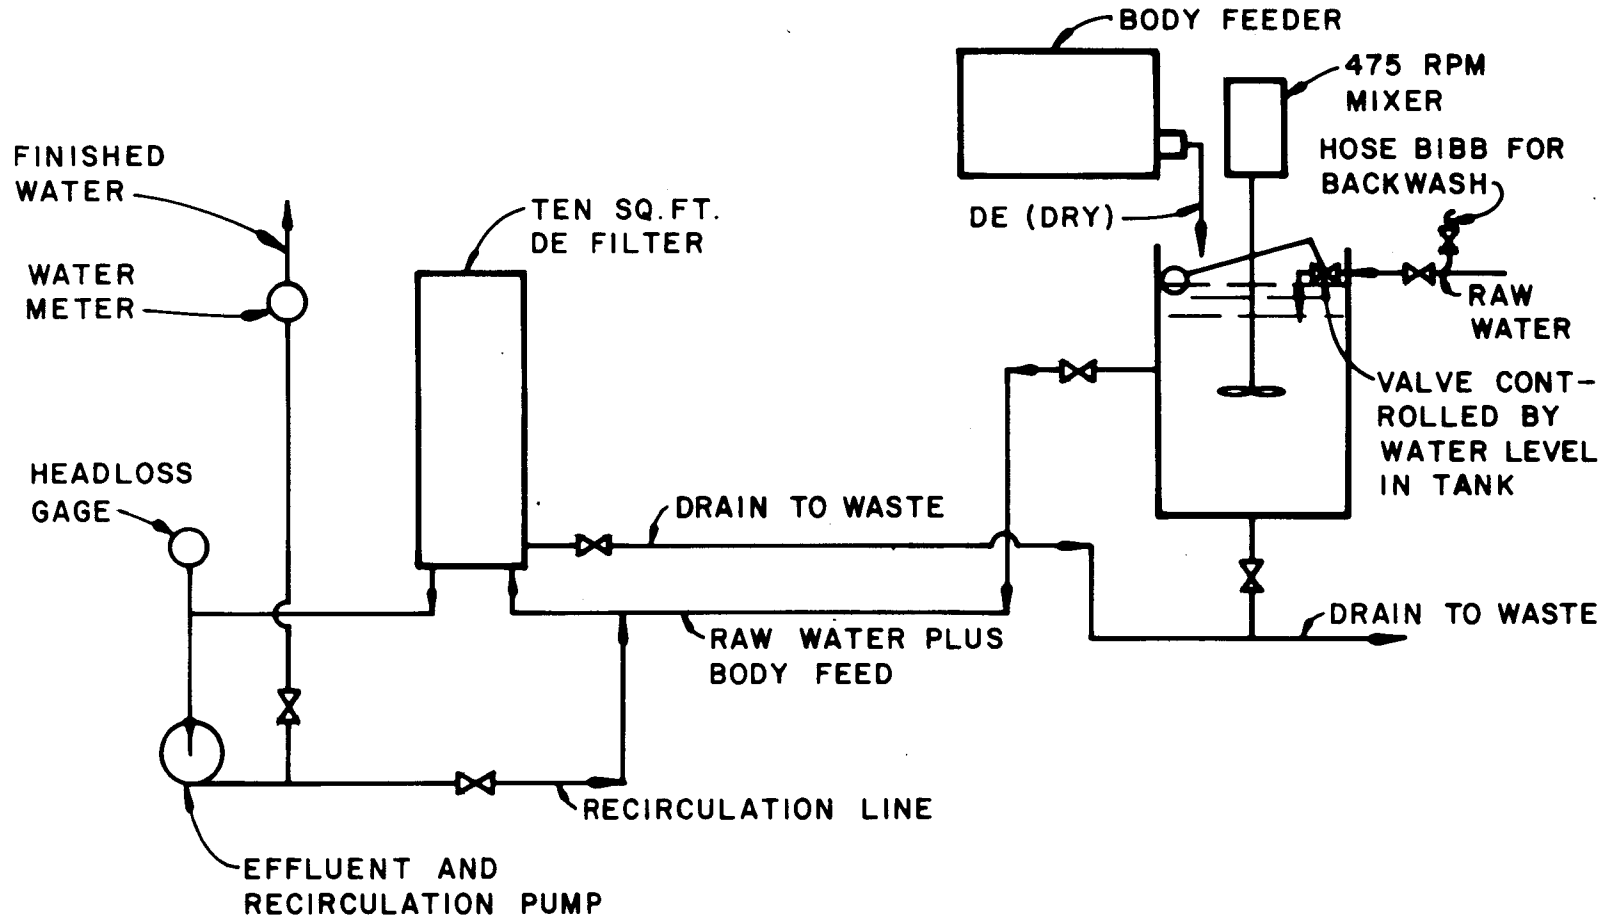 BODY FEEDER
475 RPM
MIXER
HOSE BIBB FOR
BACKWASH
FINISHED
WATER
TEN SQ.FT.
DE FILTER
DE (DRY)
WATER
METER
RAW
WATER
VALVE CONT-
ROLLED BY
WATER LEVEL
IN TANK
HEADLOSS
GAGE
DRAIN TO WASTE
DRAIN TO WASTE
RAW WATER PLUS
BODY FEED
RECIRCULATION LINE
EFFLUENT AND
RECIRCULATION PUMP